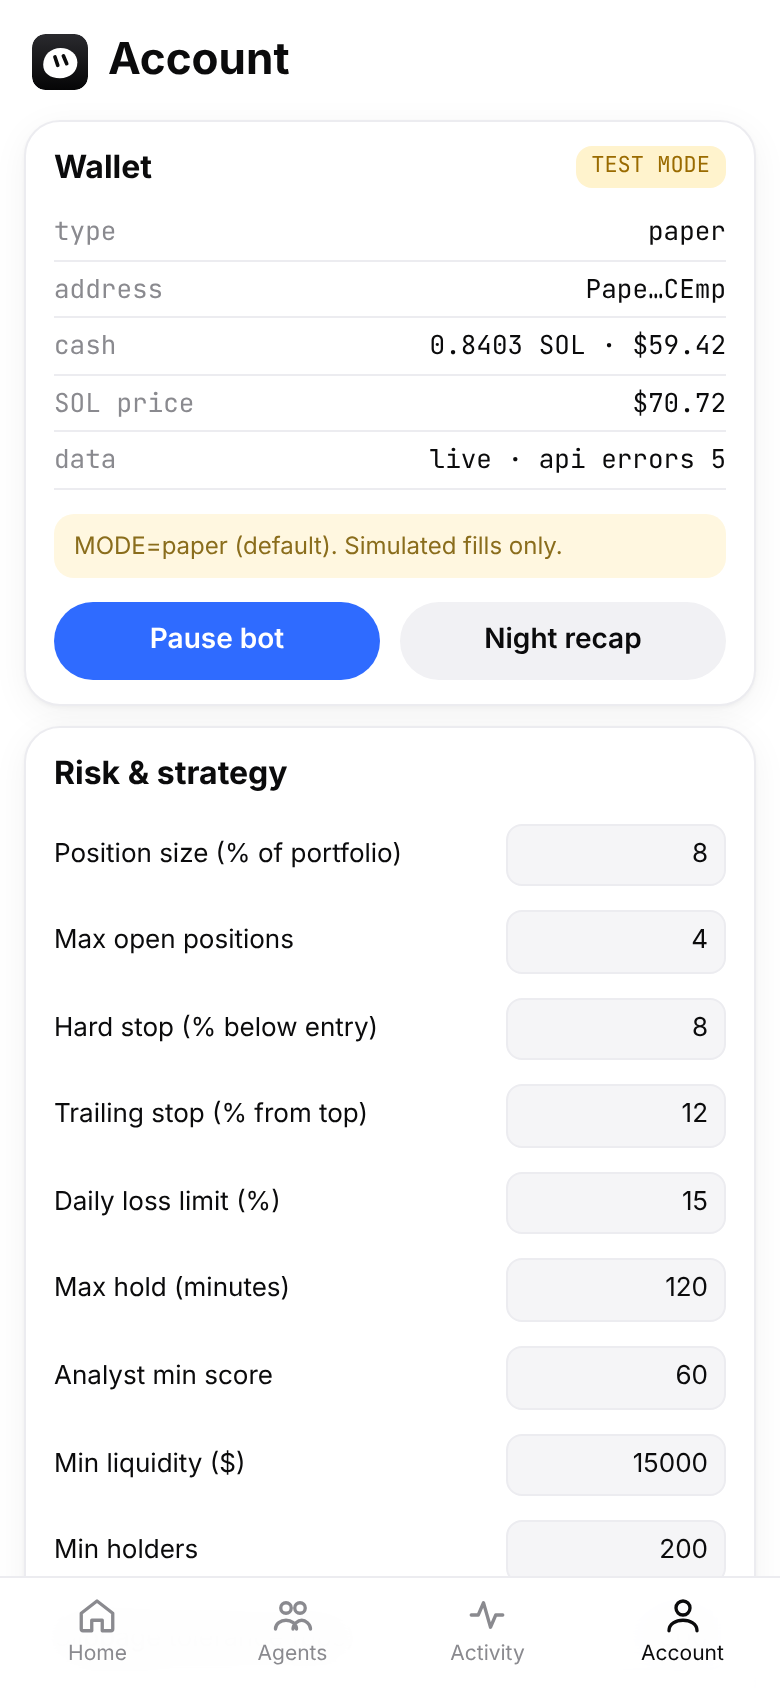 Account
Wallet TEST MODE
type paper
address Pape…CEmp
cash 0.8403 SOL · $59.42
SOL price $70.72
data live · api errors 5
MODE=paper (default). Simulated fills only.
Pause bot Night recap
Risk & strategy
Position size (% of portfolio) 8
Max open positions 4
Hard stop (% below entry) 8
Trailing stop (% from top) 12
Daily loss limit (%) 15
Max hold (minutes) 120
Analyst min score 60
Min liquidity ($) 15000
Min holders 200
Home Agents Activity Account